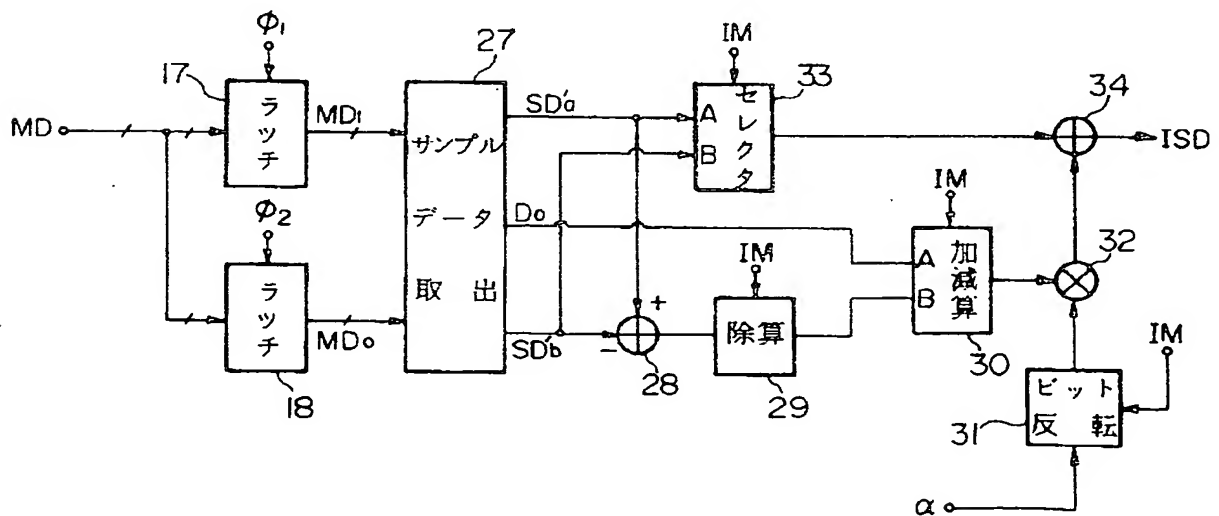 φ1
IM
27
17
33
34
ラッチ
MD1
SD'a
A
セレクタ
B
MD
ISD
サンプル
データ
取出
φ2
Do
IM
ラッチ
MDo
18
SD'b
+
-
28
IM
除算
29
A
B
加減算
30
32
IM
ビット
反転
31
α